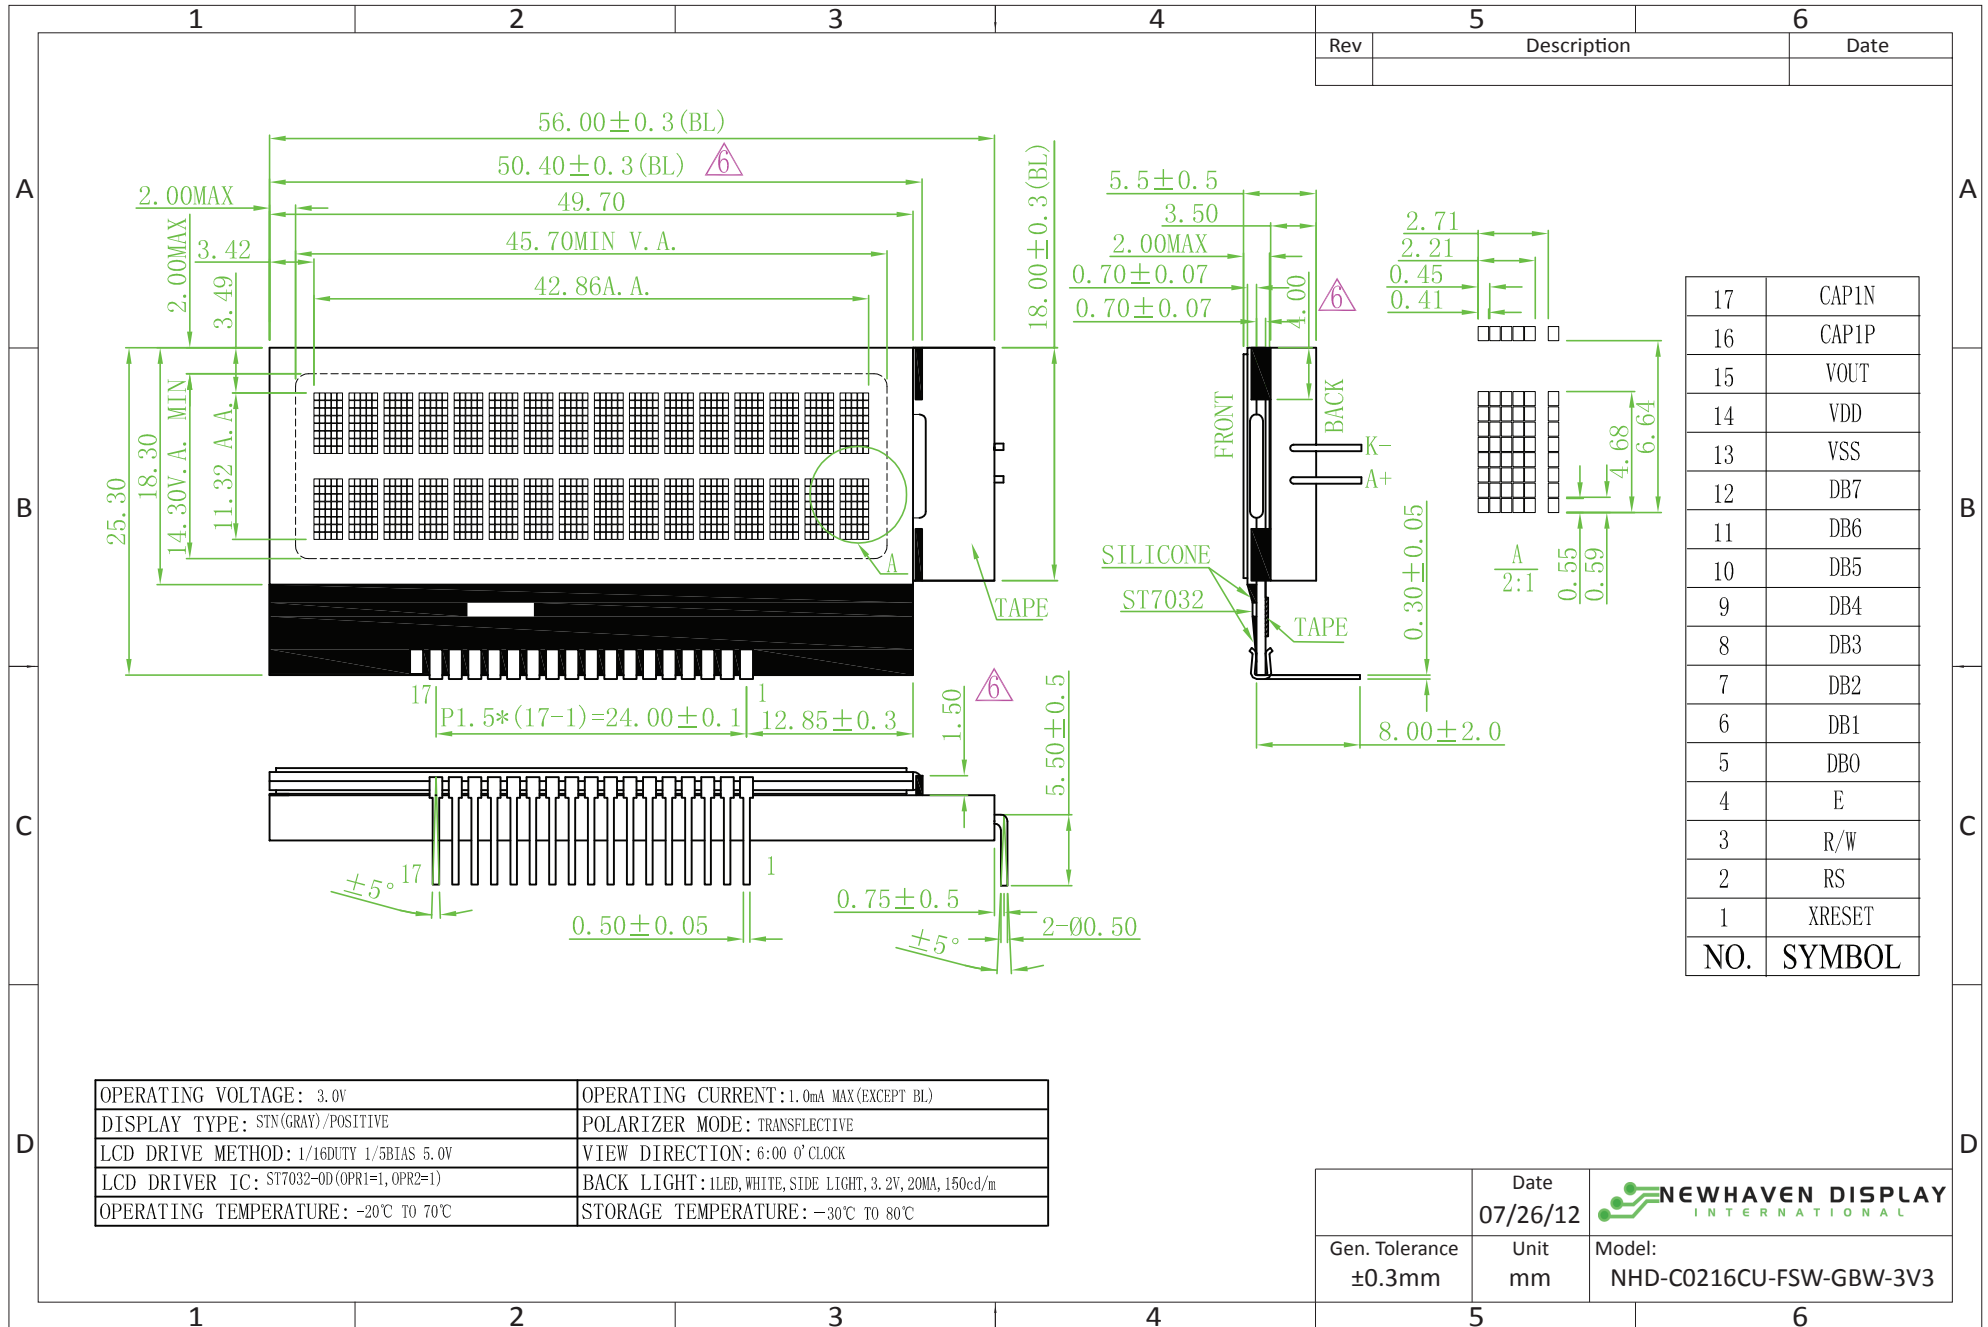 1 2 3 4 5 6
Rev Description Date
A A
B B
C C
D D
56.00±0.3(BL)
50.40±0.3(BL) 6
2.00MAX
49.70
45.70MIN V.A.
3.42
42.86A.A.
2.00MAX
3.49
18.00±0.3(BL)
25.30
18.30
14.30V.A. MIN
11.32 A.A.
A
TAPE
17 1
P1.5*(17-1)=24.00±0.1
12.85±0.3
1.50
6
5.50±0.5
±5°
17
1
0.50±0.05
0.75±0.5
2-Ø0.50
±5°
5.5±0.5
3.50
2.00MAX
0.70±0.07
0.70±0.07
4.00
6
FRONT
BACK
K-
A+
SILICONE
ST7032
TAPE
0.30±0.05
8.00±2.0
2.71
2.21
0.45
0.41
4.68
6.64
0.55
0.59
A
2:1
17 CAP1N
16 CAP1P
15 VOUT
14 VDD
13 VSS
12 DB7
11 DB6
10 DB5
9 DB4
8 DB3
7 DB2
6 DB1
5 DB0
4 E
3 R/W
2 RS
1 XRESET
NO. SYMBOL
OPERATING VOLTAGE: 3.0V OPERATING CURRENT:1.0mA MAX(EXCEPT BL)
DISPLAY TYPE: STN(GRAY)/POSITIVE POLARIZER MODE: TRANSFLECTIVE
LCD DRIVE METHOD: 1/16DUTY 1/5BIAS 5.0V VIEW DIRECTION: 6:00 O'CLOCK
LCD DRIVER IC: ST7032-0D(OPR1=1,OPR2=1) BACK LIGHT:1LED,WHITE,SIDE LIGHT,3.2V,20MA,150cd/m
OPERATING TEMPERATURE: -20℃ TO 70℃ STORAGE TEMPERATURE: -30℃ TO 80℃
Date
07/26/12
NEWHAVEN DISPLAY
INTERNATIONAL
Gen. Tolerance
±0.3mm
Unit
mm
Model:
NHD-C0216CU-FSW-GBW-3V3
1 2 3 4 5 6